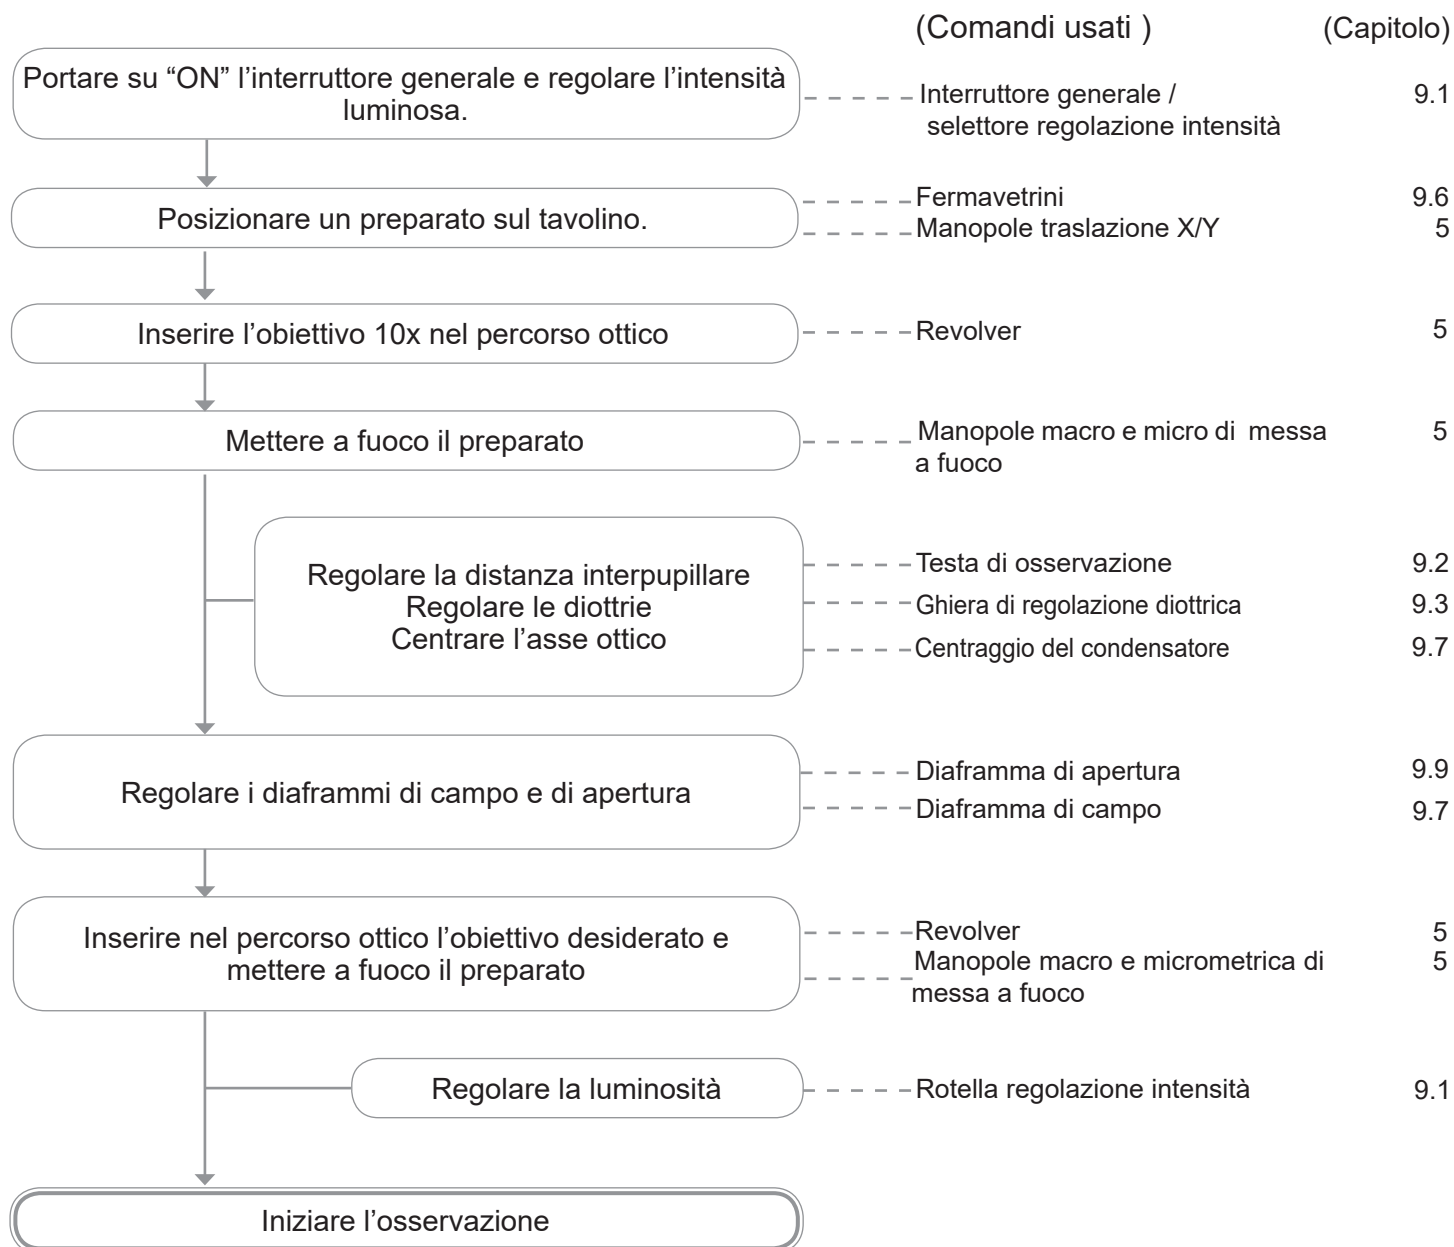 (Comandi usati ) (Capitolo)
Portare su “ON” l’interruttore generale e regolare l’intensità
luminosa.
Interruttore generale / 9.1
selettore regolazione intensità
Posizionare un preparato sul tavolino.
Fermavetrini 9.6
Manopole traslazione X/Y 5
Inserire l’obiettivo 10x nel percorso ottico
Revolver 5
Mettere a fuoco il preparato
Manopole macro e micro di messa 5
a fuoco
Regolare la distanza interpupillare
Regolare le diottrie
Centrare l’asse ottico
Testa di osservazione 9.2
Ghiera di regolazione diottrica 9.3
Centraggio del condensatore 9.7
Regolare i diaframmi di campo e di apertura
Diaframma di apertura 9.9
Diaframma di campo 9.7
Inserire nel percorso ottico l’obiettivo desiderato e
mettere a fuoco il preparato
Revolver 5
Manopole macro e micrometrica di 5
messa a fuoco
Regolare la luminosità
Rotella regolazione intensità 9.1
Iniziare l’osservazione